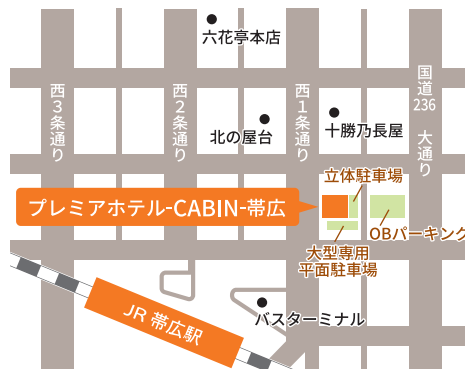 六花亭本店
西3条通り
西2条通り
西1条通り
国道
236
大通り
北の屋台
十勝乃長屋
立体駐車場
プレミアホテル-CABIN-帯広
OBパーキング
大型専用
平面駐車場
JR 帯広駅
バスターミナル